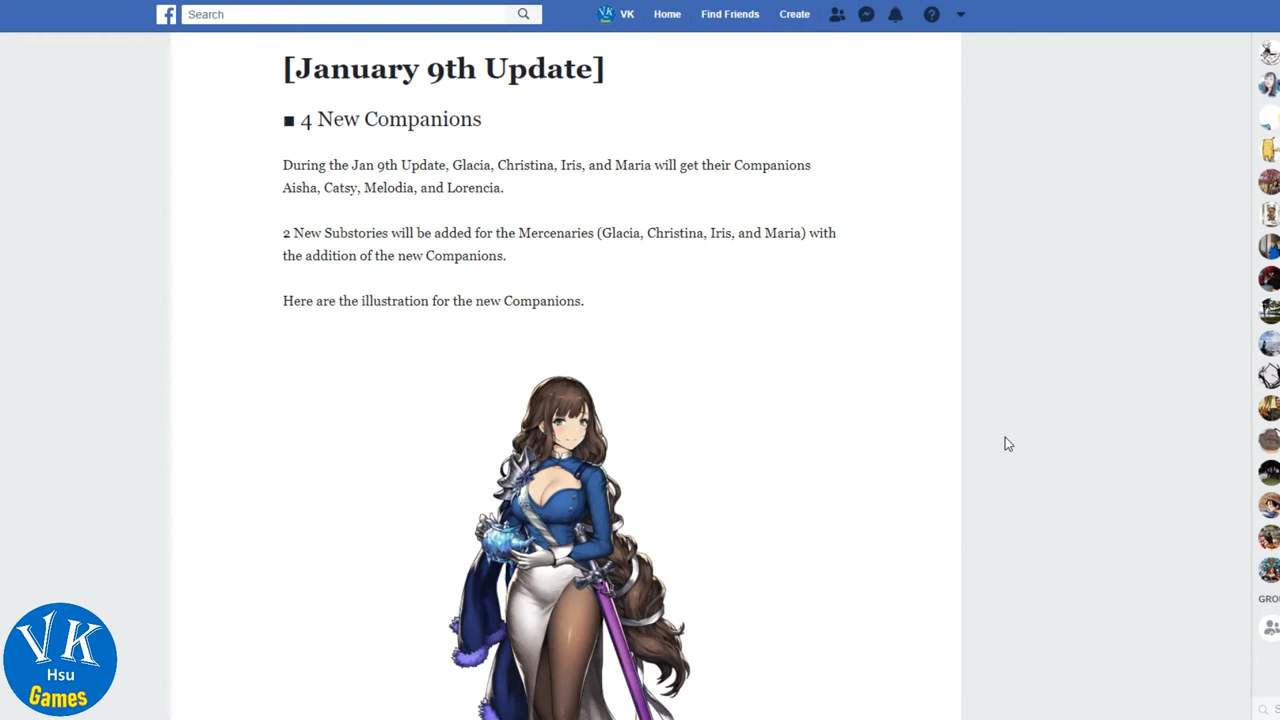 Search
VK
Home
Find Friends
Create
[January 9th Update]
■ 4 New Companions
During the Jan 9th Update, Glacia, Christina, Iris, and Maria will get their Companions
Aisha, Catsy, Melodia, and Lorencia.
2 New Substories will be added for the Mercenaries (Glacia, Christina, Iris, and Maria) with
the addition of the new Companions.
Here are the illustration for the new Companions.
GRO
VK
Hsu
Games